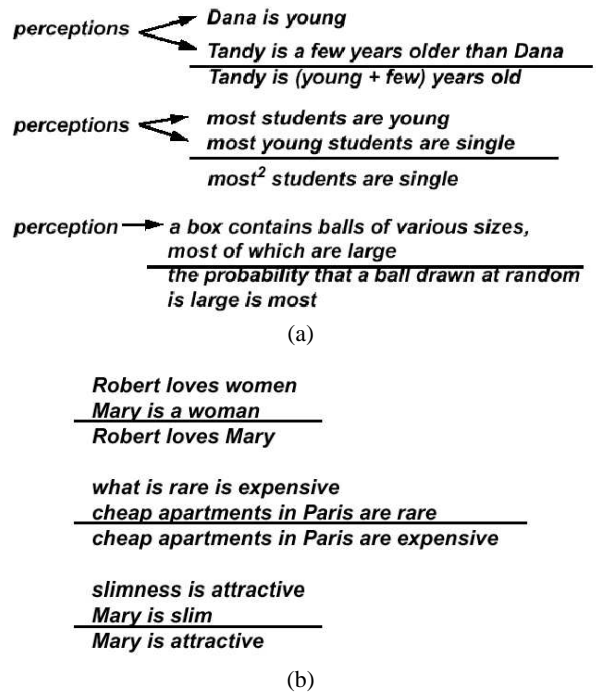 perceptions
Dana is young
Tandy is a few years older than Dana
Tandy is (young + few) years old
perceptions
most students are young
most young students are single
most² students are single
perception
a box contains balls of various sizes,
most of which are large
the probability that a ball drawn at random
is large is most
(a)
Robert loves women
Mary is a woman
Robert loves Mary
what is rare is expensive
cheap apartments in Paris are rare
cheap apartments in Paris are expensive
slimness is attractive
Mary is slim
Mary is attractive
(b)